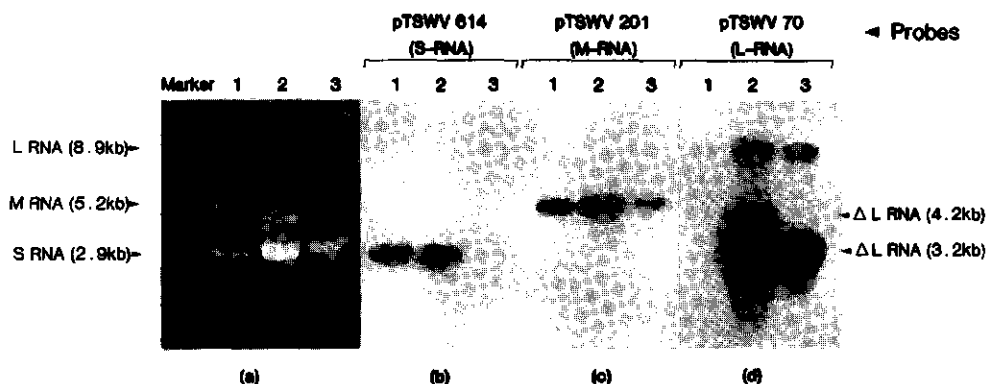 pTSWV 614 pTSWV 201 pTSWV 70 ◄ Probes
(S-RNA) (M-RNA) (L-RNA)
Marker 1 2 3 1 2 3 1 2 3 1 2 3
L RNA (8.9kb)
M RNA (5.2kb)
Δ L RNA (4.2kb)
S RNA (2.9kb)
Δ L RNA (3.2kb)
(a) (b) (c) (d)